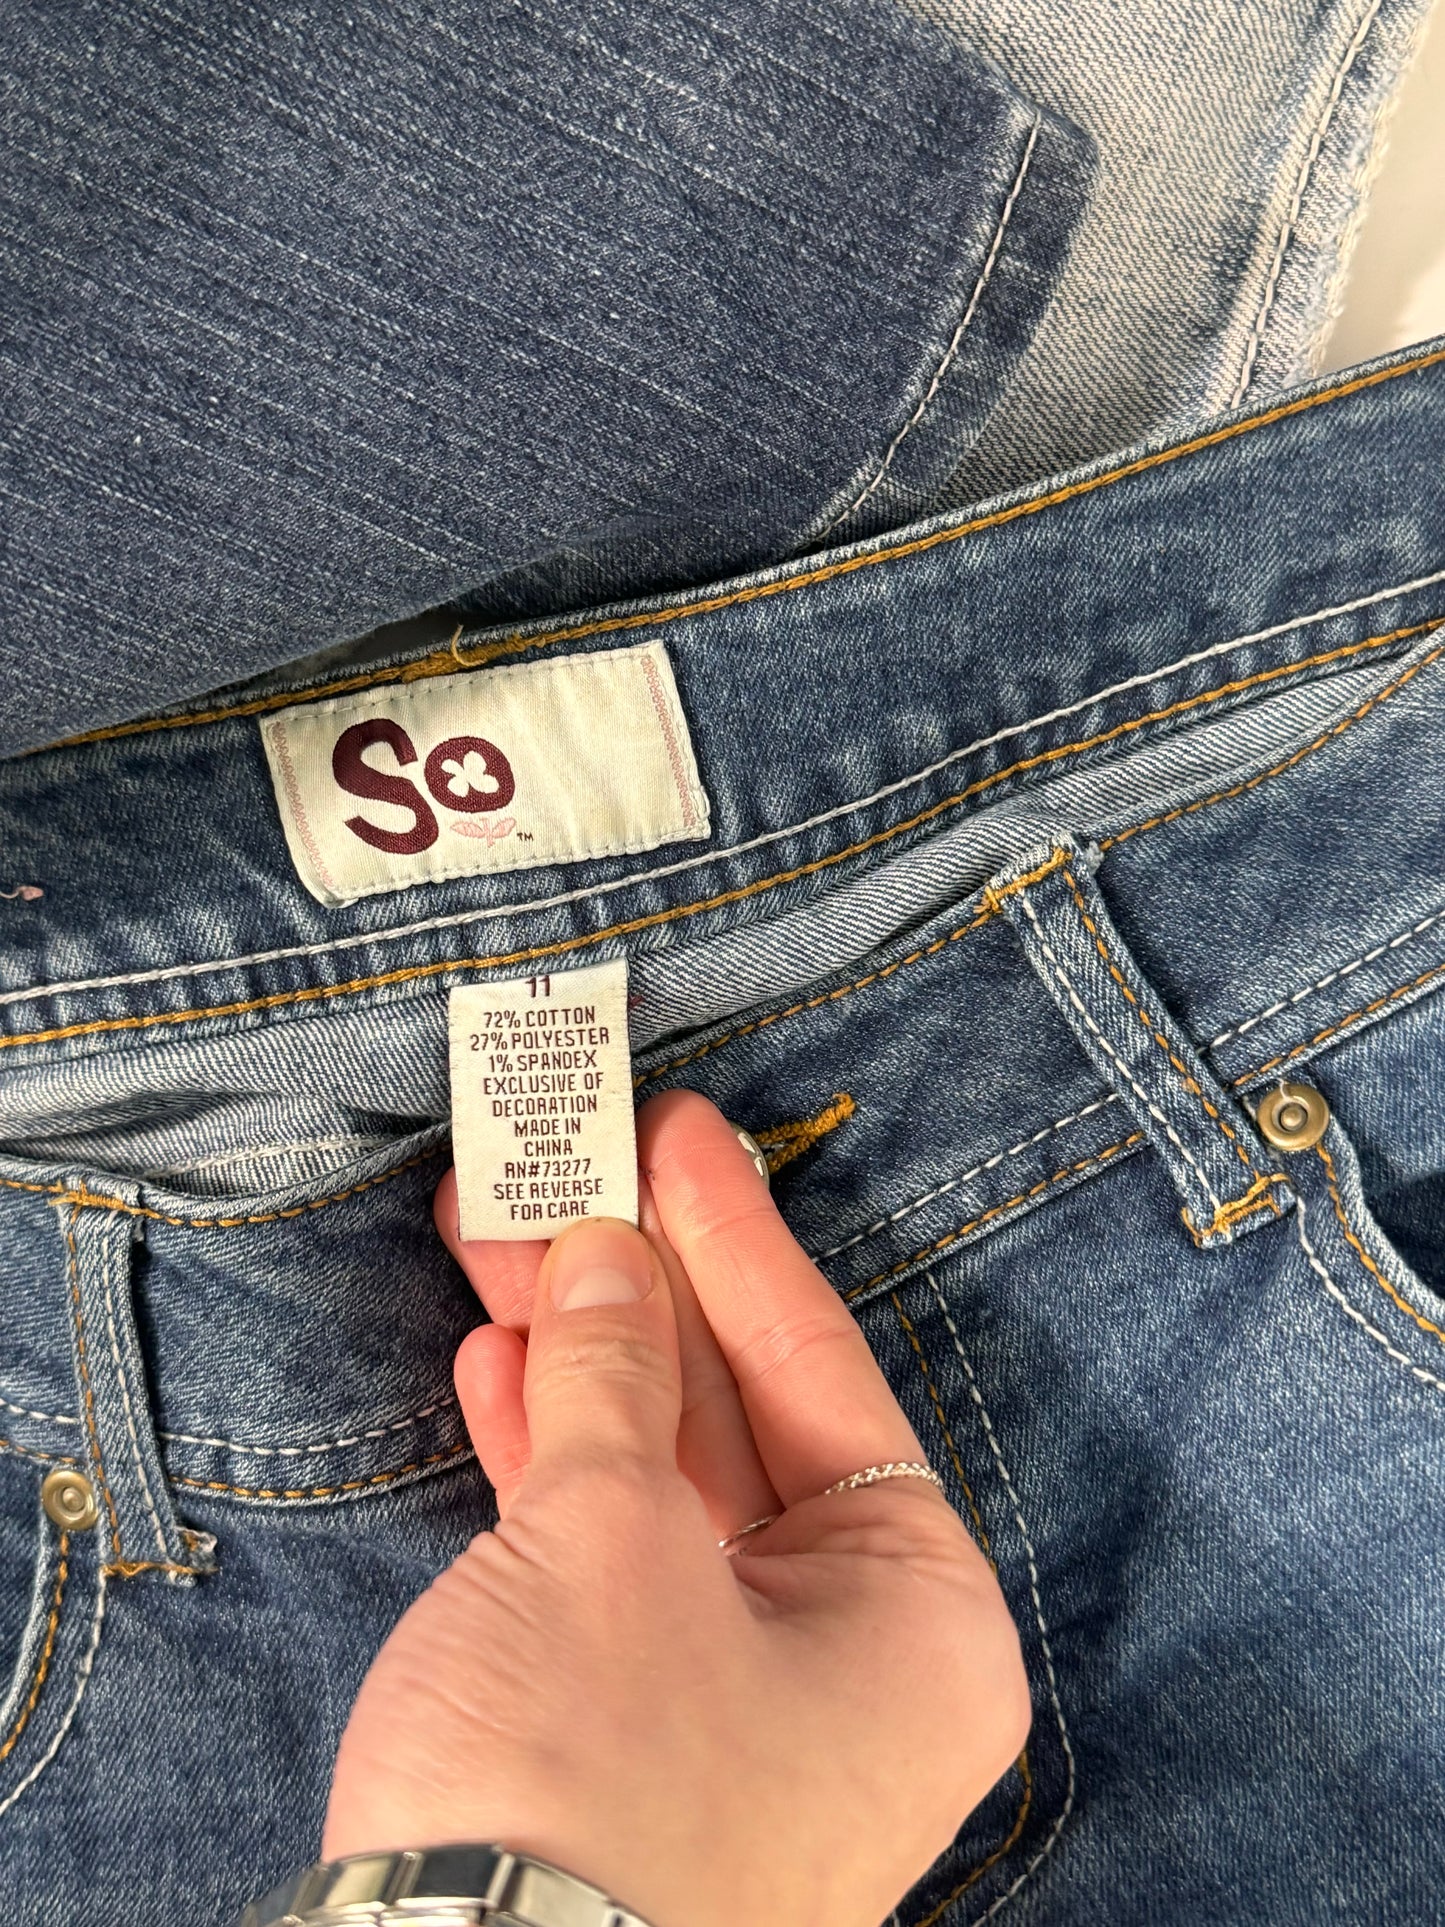 So
TM
11
72% COTTON
27% POLYESTER
1% SPANDEX
EXCLUSIVE OF
DECORATION
MADE IN
CHINA
RN#73277
SEE REVERSE
FOR CARE